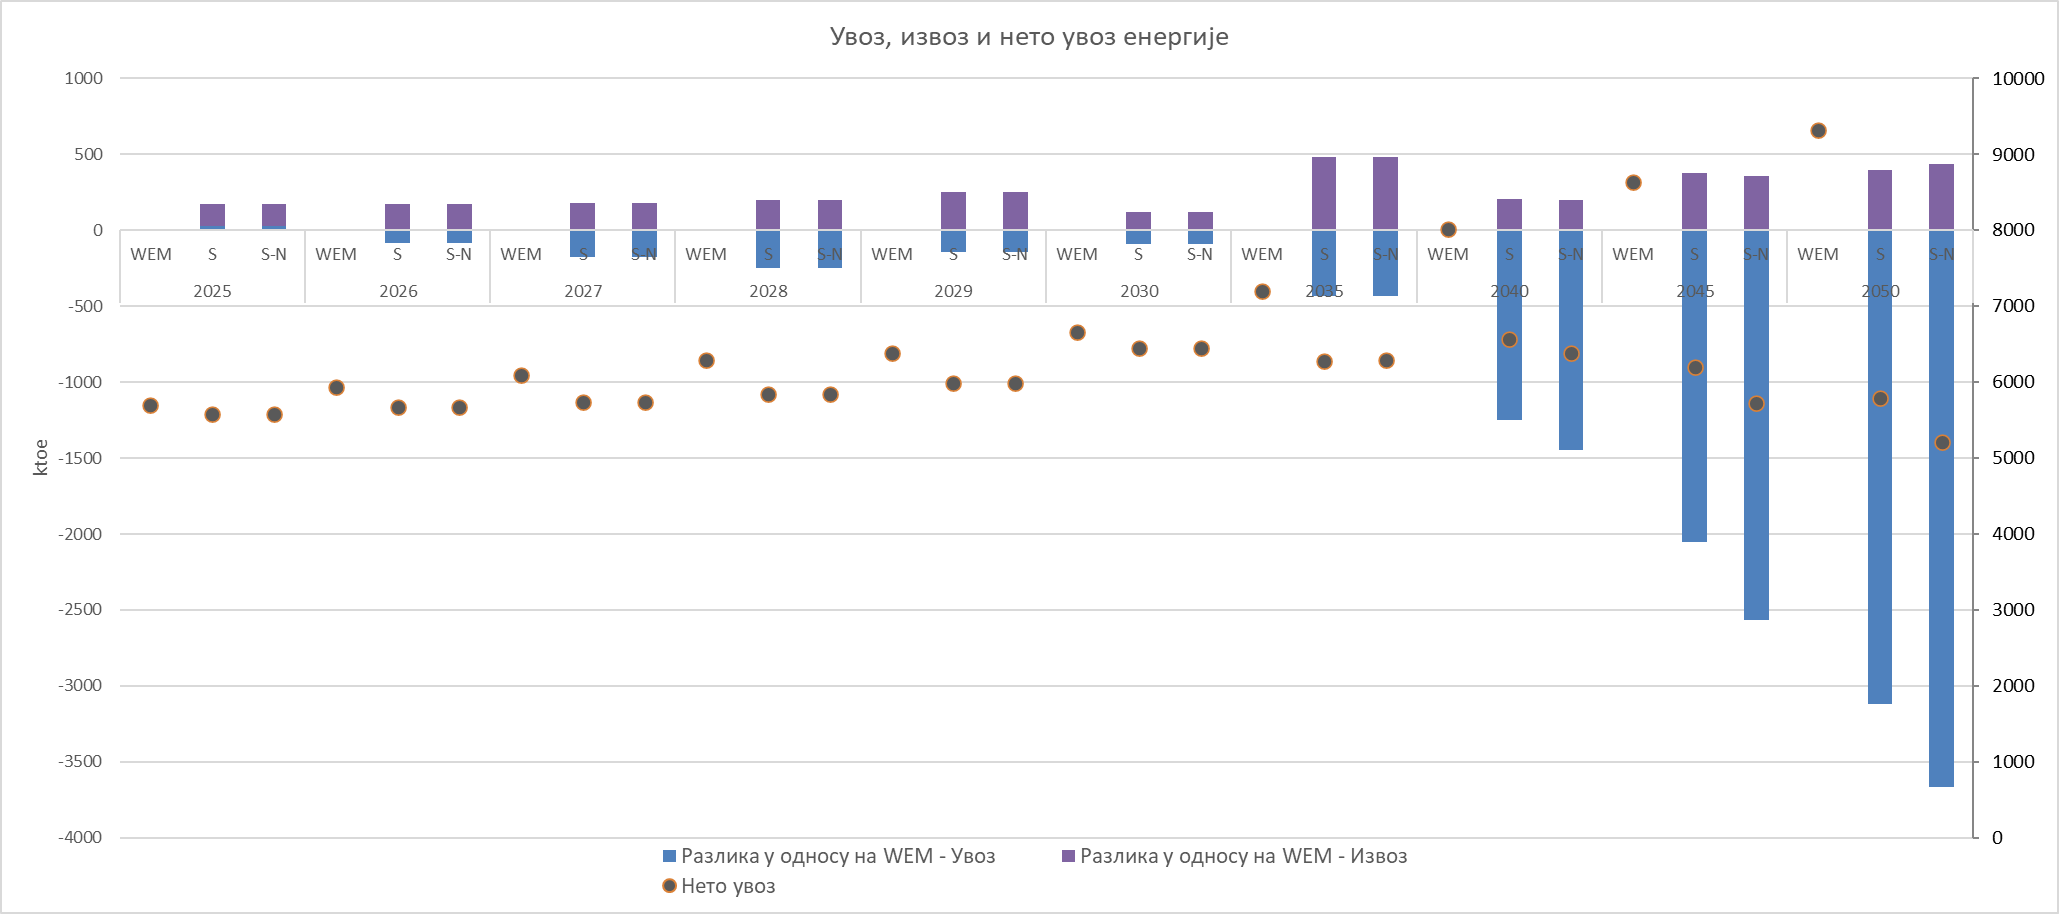 Увоз, извоз и нето увоз енергије
1000 10000
500 9000
0 8000
WEM S S-N WEM S S-N WEM S S-N WEM S S-N WEM S S-N WEM S S-N WEM S S-N WEM S S-N WEM S S-N WEM S S-N
2025 2026 2027 2028 2029 2030 2035 2040 2045 2050
-500 7000
-1000 6000
ktoe
-1500 5000
-2000 4000
-2500 3000
-3000 2000
-3500 1000
-4000 0
Разлика у односу на WEM - Увоз Разлика у односу на WEM - Извоз
Нето увоз